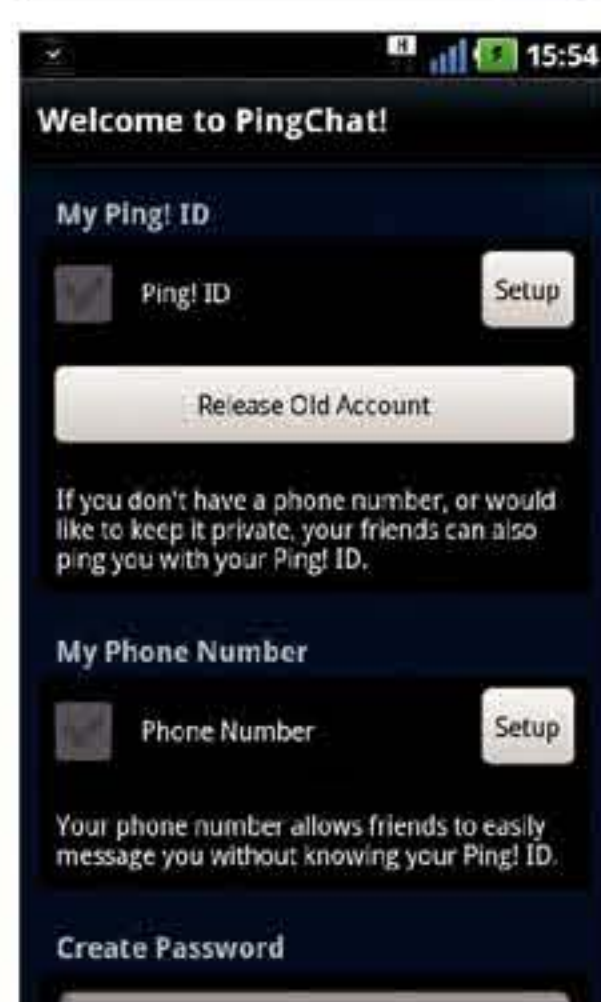 H 15:54
Welcome to PingChat!
My Ping! ID
Ping! ID
Setup
Release Old Account
If you don't have a phone number, or would
like to keep it private, your friends can also
ping you with your Ping! ID.
My Phone Number
Phone Number
Setup
Your phone number allows friends to easily
message you without knowing your Ping! ID.
Create Password